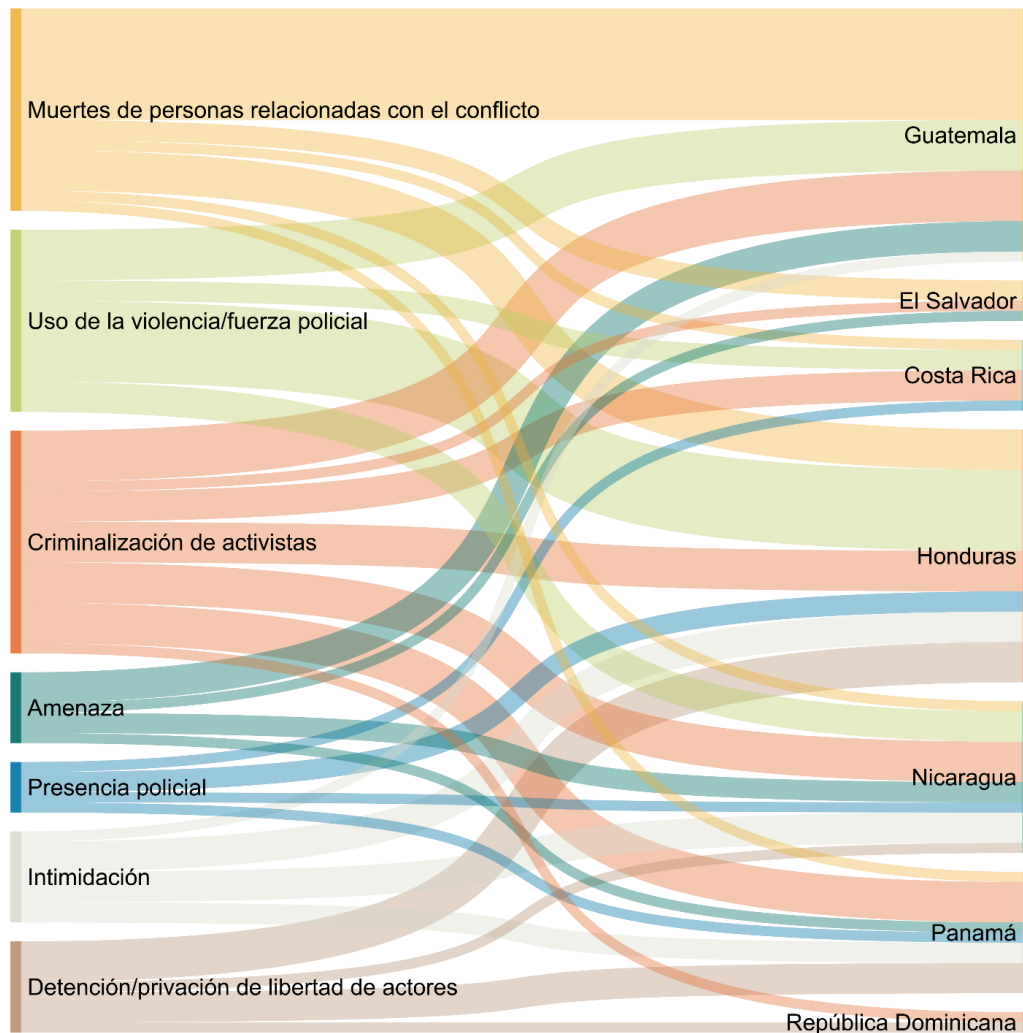 Muertes de personas relacionadas con el conflicto
Uso de la violencia/fuerza policial
Criminalización de activistas
Amenaza
Presencia policial
Intimidación
Detención/privación de libertad de actores
Guatemala
El Salvador
Costa Rica
Honduras
Nicaragua
Panamá
República Dominicana